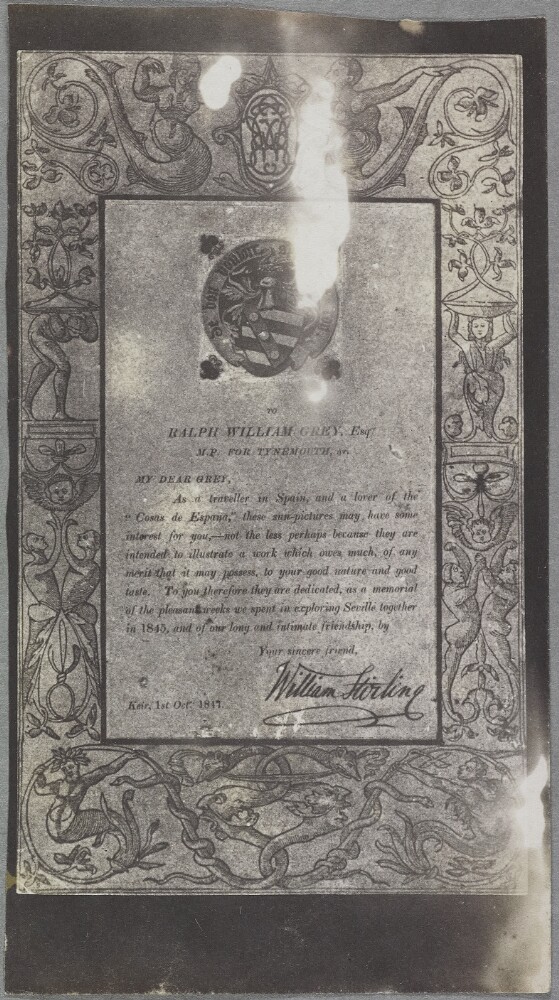 TO
RALPH WILLIAM GREY, Esqr
M.P. FOR TYNEMOUTH, &c.
MY DEAR GREY,
As a traveller in Spain, and a lover of the
"Cosas de Espana," these sun-pictures may have some
interest for you,—not the less perhaps because they are
intended to illustrate a work which owes much, of any
merit that it may possess, to your good nature and good
taste. To you therefore they are dedicated, as a memorial
of the pleasant weeks we spent in exploring Seville together
in 1845, and of our long and intimate friendship, by
Your sincere friend,
William Stirling
Keir, 1st Oct. 1847.